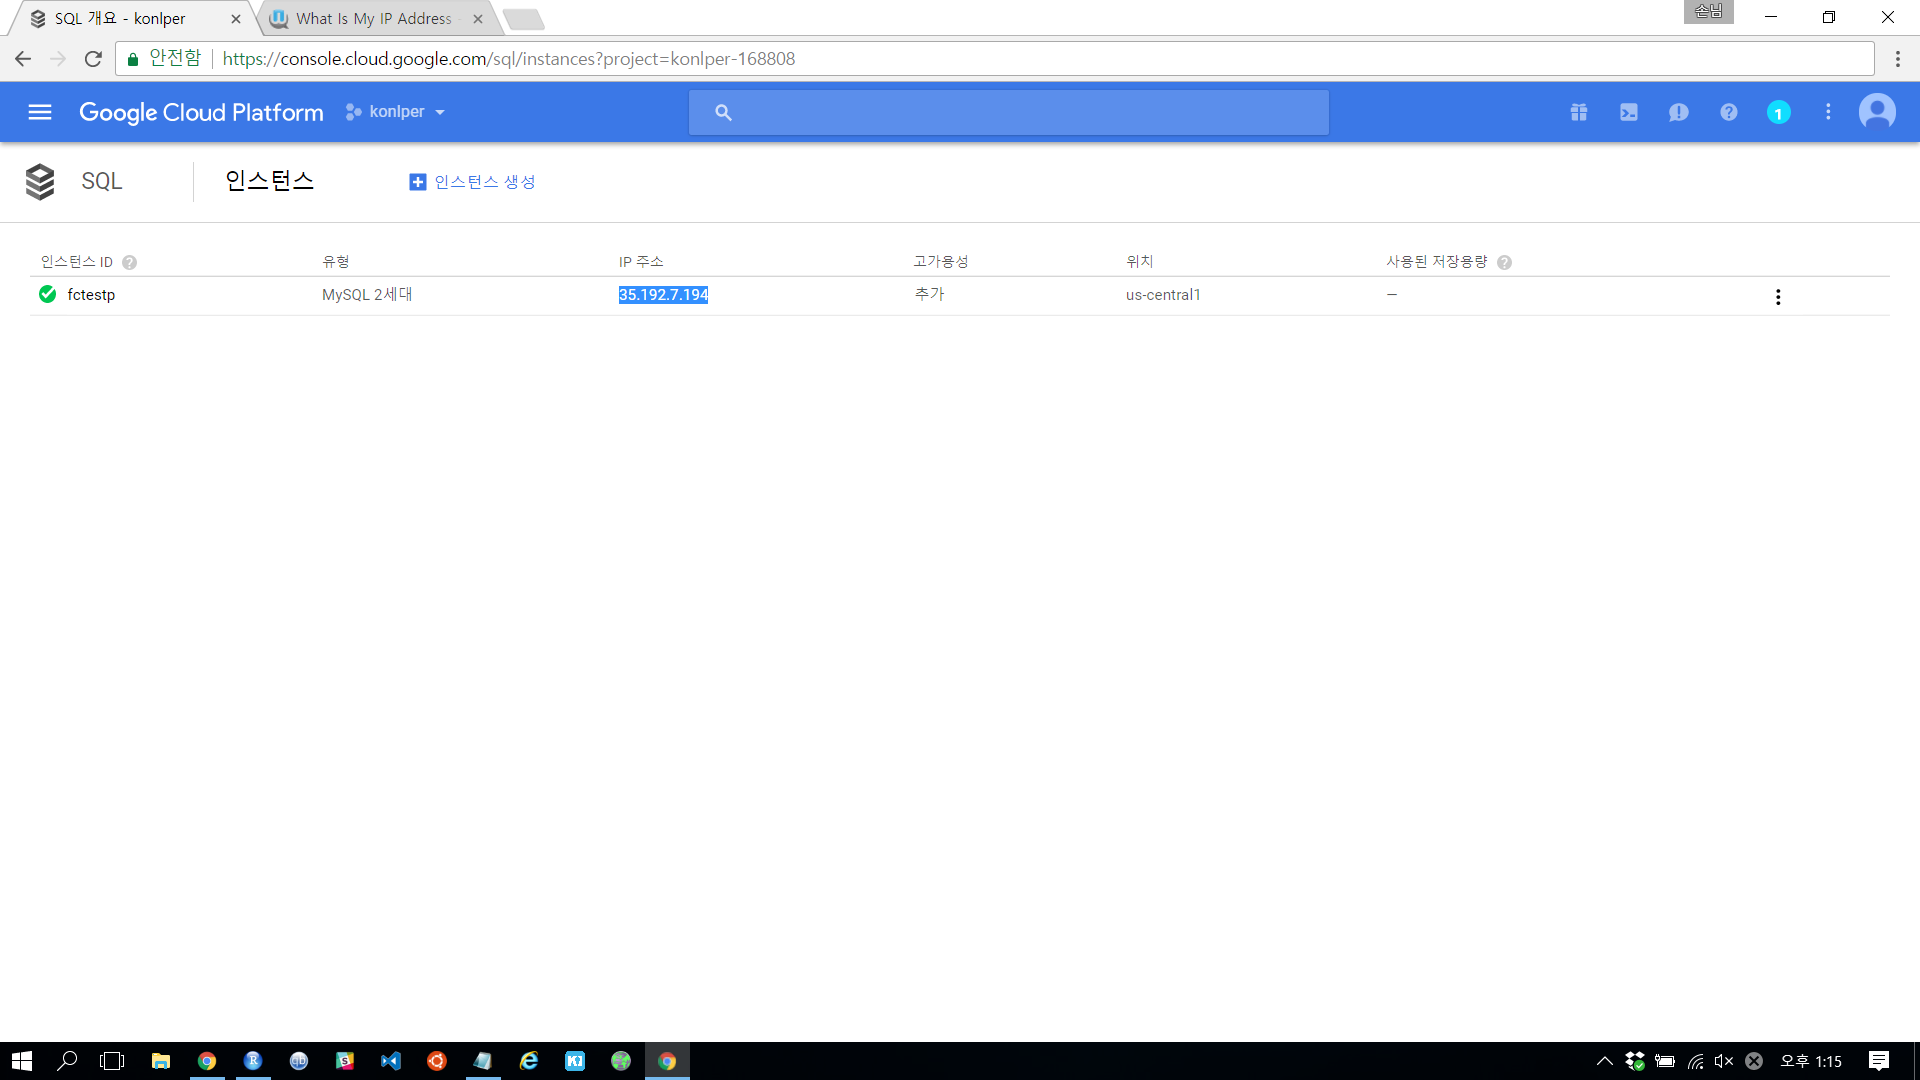 SQL 개요 - konlper
What Is My IP Address
손님
안전함 https://console.cloud.google.com/sql/instances?project=konlper-168808
Google Cloud Platform konlper 1
SQL 인스턴스 인스턴스 생성
인스턴스 ID 유형 IP 주소 고가용성 위치 사용된 저장용량
fctestp MySQL 2세대 35.192.7.194 추가 us-central1 —
오후 1:15